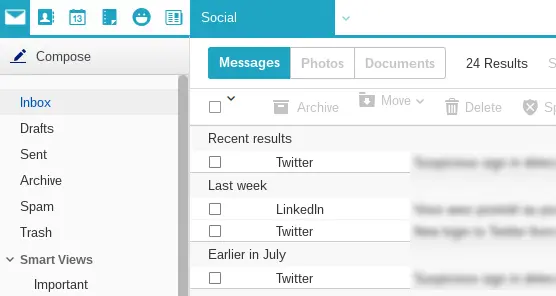 13
Social
Compose
Messages Photos Documents 24 Results
Archive Move Delete
Inbox
Drafts
Sent
Archive
Spam
Trash
Smart Views
Important
Recent results
Twitter
Last week
LinkedIn
Twitter
Earlier in July
Twitter